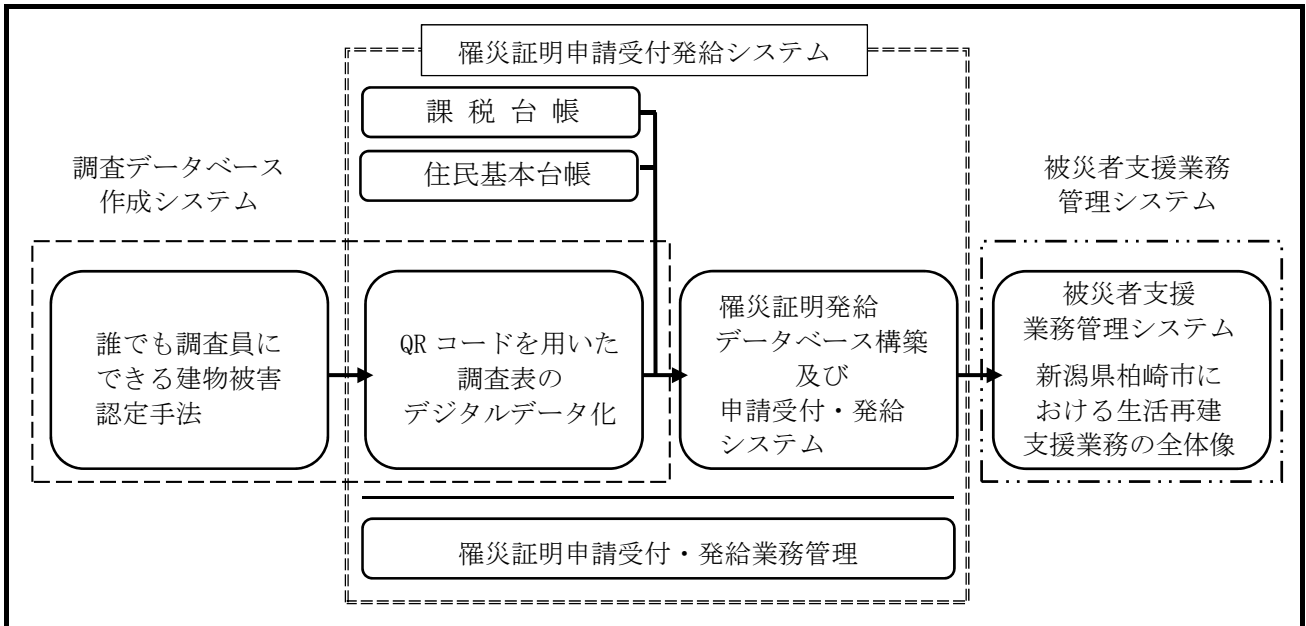 罹災証明申請受付発給システム
課税台帳
住民基本台帳
調査データベース
作成システム
被災者支援業務
管理システム
誰でも調査員に
できる建物被害
認定手法
QRコードを用いた
調査表の
デジタルデータ化
罹災証明発給
データベース構築
及び
申請受付・発給
システム
被災者支援
業務管理システム
新潟県柏崎市に
おける生活再建
支援業務の全体像
罹災証明申請受付・発給業務管理